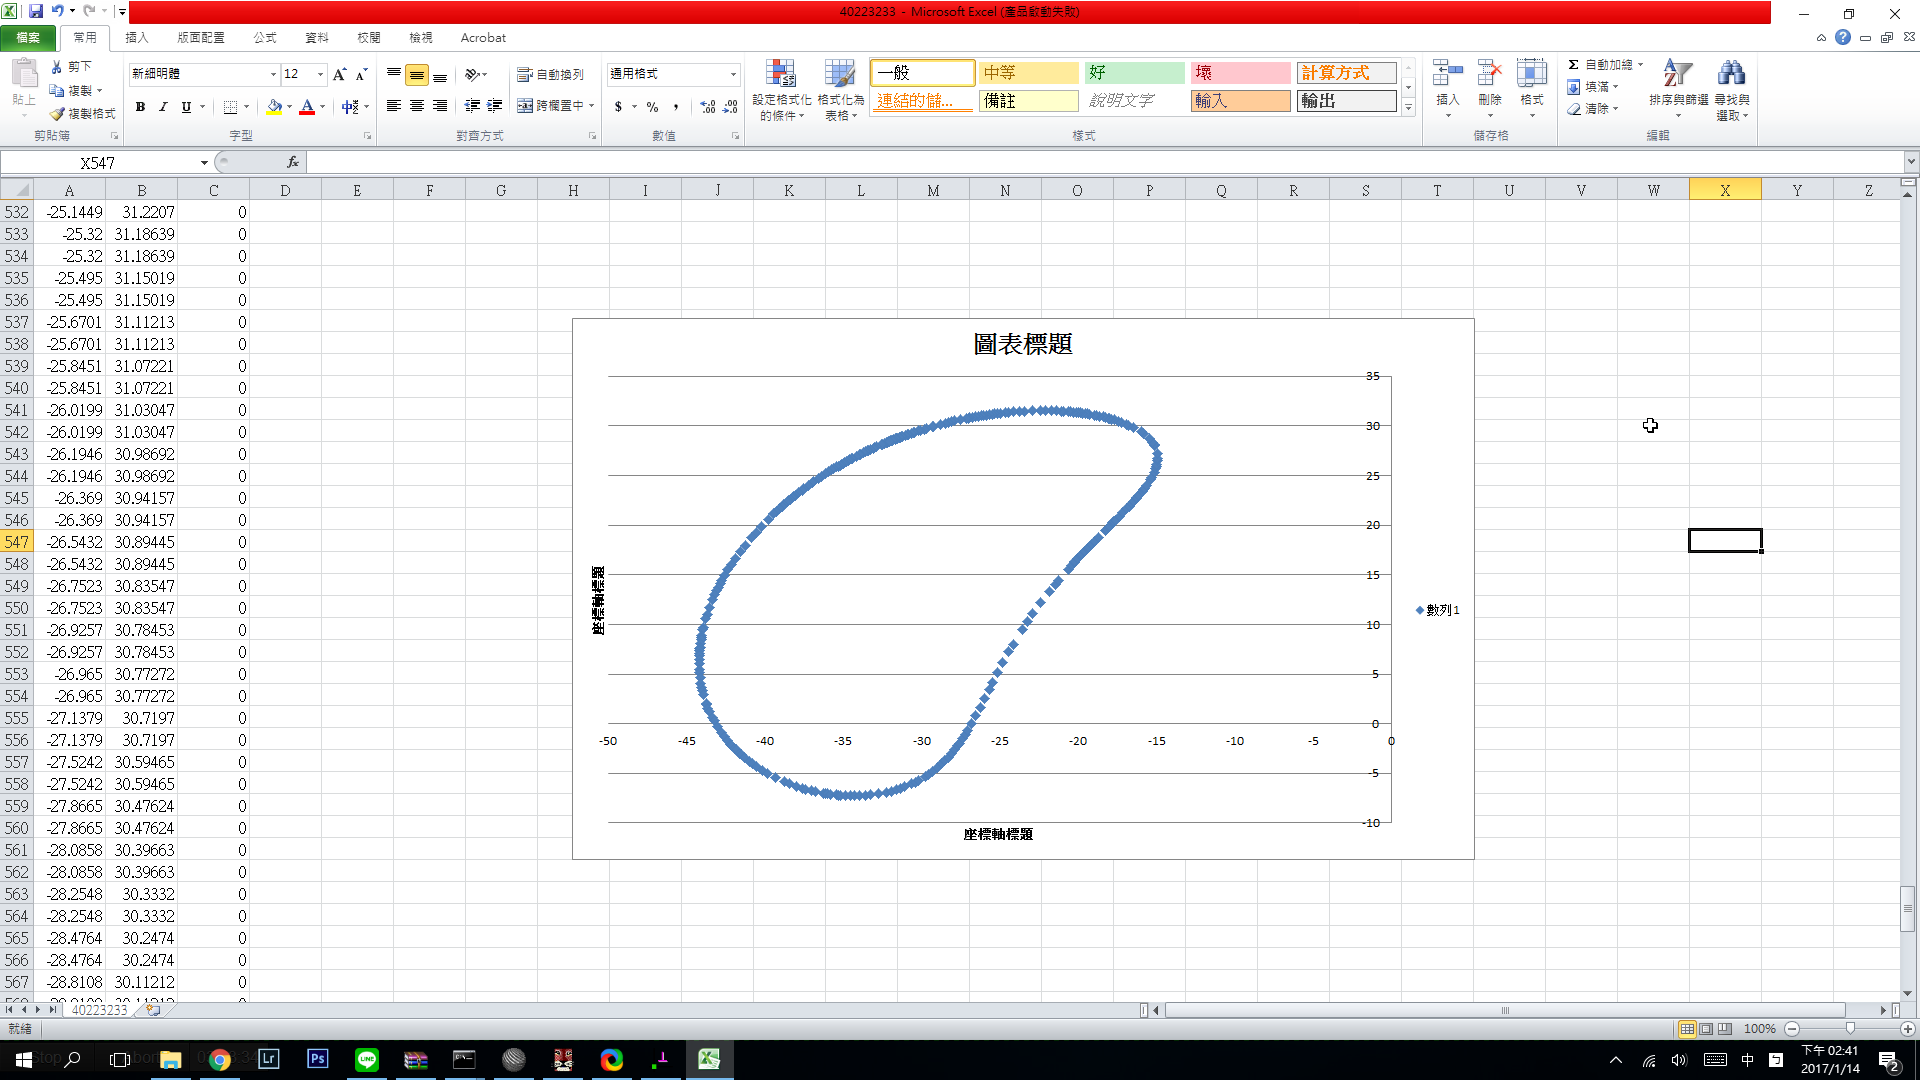 40223233 - Microsoft Excel (產品啟動失敗)
檔案 常用 插入 版面配置 公式 資料 校閱 檢視 Acrobat
貼上 剪下 複製 複製格式 剪貼簿
新細明體 12 B I U 中 字型
自動換列 跨欄置中 對齊方式
通用格式 $ % , 數值
設定格式化的條件 格式化為表格
一般 中等 好 壞 計算方式
連結的儲... 備註 說明文字 輸入 輸出
樣式
插入 刪除 格式 儲存格
Σ 自動加總 填滿 清除 排序與篩選 尋找與選取 編輯
X547 fx
A B C D E F G H I J K L M N O P Q R S T U V W X Y Z
532 -25.1449 31.2207 0
533 -25.32 31.18639 0
534 -25.32 31.18639 0
535 -25.495 31.15019 0
536 -25.495 31.15019 0
537 -25.6701 31.11213 0
538 -25.6701 31.11213 0
539 -25.8451 31.07221 0
540 -25.8451 31.07221 0
541 -26.0199 31.03047 0
542 -26.0199 31.03047 0
543 -26.1946 30.98692 0
544 -26.1946 30.98692 0
545 -26.369 30.94157 0
546 -26.369 30.94157 0
547 -26.5432 30.89445 0
548 -26.5432 30.89445 0
549 -26.7523 30.83547 0
550 -26.7523 30.83547 0
551 -26.9257 30.78453 0
552 -26.9257 30.78453 0
553 -26.965 30.77272 0
554 -26.965 30.77272 0
555 -27.1379 30.7197 0
556 -27.1379 30.7197 0
557 -27.5242 30.59465 0
558 -27.5242 30.59465 0
559 -27.8665 30.47624 0
560 -27.8665 30.47624 0
561 -28.0858 30.39663 0
562 -28.0858 30.39663 0
563 -28.2548 30.3332 0
564 -28.2548 30.3332 0
565 -28.4764 30.2474 0
566 -28.4764 30.2474 0
567 -28.8108 30.11212 0
圖表標題
35
30
25
20
15
10
5
0
-50 -45 -40 -35 -30 -25 -20 -15 -10 -5 0
-5
-10
座標軸標題
座標軸標題
數列1
40223233
就緒 100%
Lr Ps LINE
中 ㄅ
下午 02:41
2017/1/14
2